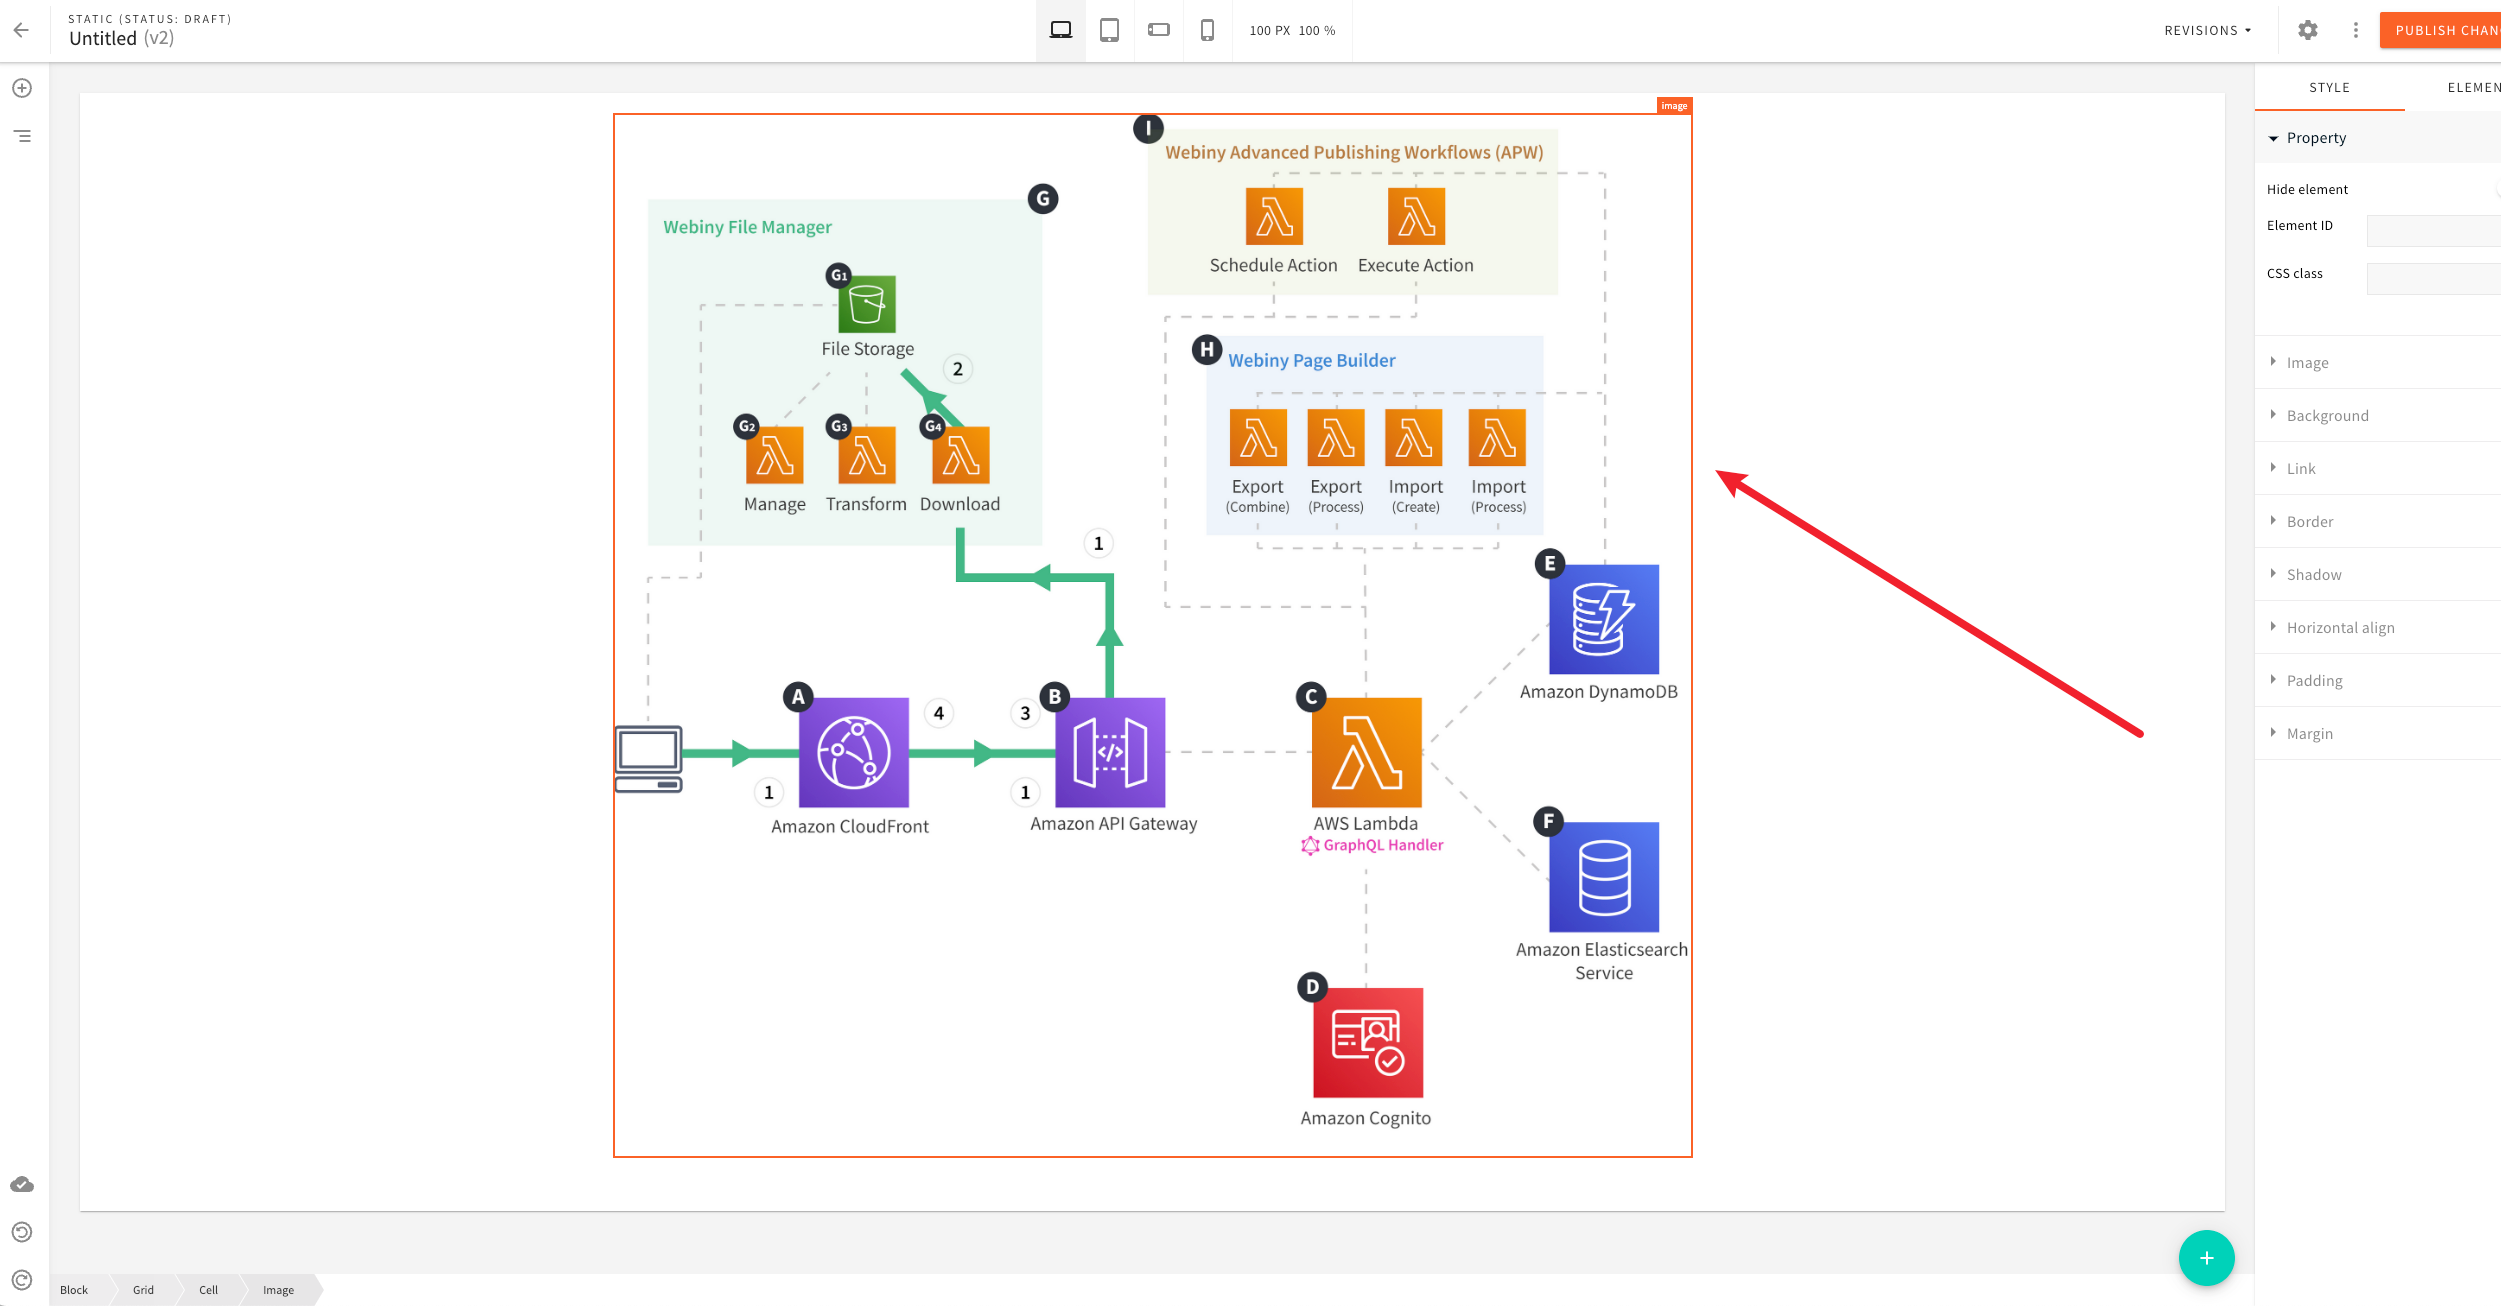 STATIC (STATUS: DRAFT)
Untitled (v2)
100 PX 100 %
REVISIONS
PUBLISH CHAN
STYLE
ELEMEN
Property
Hide element
Element ID
CSS class
Image
Background
Link
Border
Shadow
Horizontal align
Padding
Margin
image
I
Webiny Advanced Publishing Workflows (APW)
Schedule Action
Execute Action
G
Webiny File Manager
G1
File Storage
2
G2
G3
G4
Manage
Transform
Download
H
Webiny Page Builder
Export
(Combine)
Export
(Process)
Import
(Create)
Import
(Process)
1
E
Amazon DynamoDB
A
4
3
B
C
1
1
Amazon CloudFront
Amazon API Gateway
AWS Lambda
GraphQL Handler
F
Amazon Elasticsearch
Service
D
Amazon Cognito
Block
Grid
Cell
Image